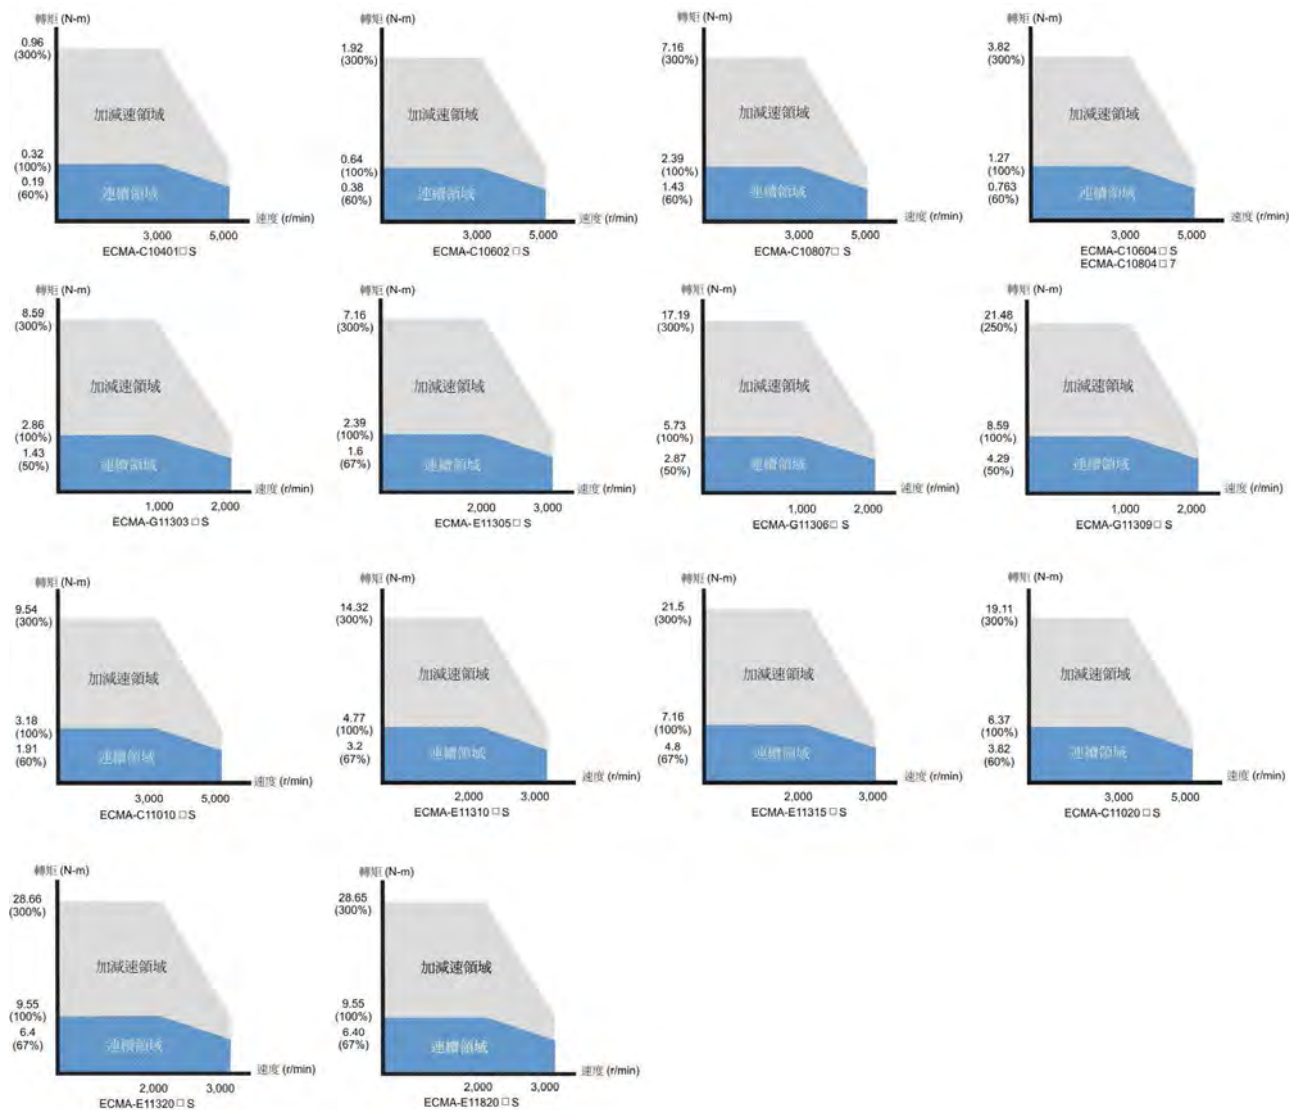 轉矩 (N-m)
0.96
(300%)
加減速領域
0.32
(100%)
0.19
(60%)
連續領域
速度 (r/min)
3,000 5,000
ECMA-C10401□ S
轉矩 (N-m)
1.92
(300%)
加減速領域
0.64
(100%)
0.38
(60%)
連續領域
速度 (r/min)
3,000 5,000
ECMA-C10602 □ S
轉矩 (N-m)
7.16
(300%)
加減速領域
2.39
(100%)
1.43
(60%)
連續領域
速度 (r/min)
3,000 5,000
ECMA-C10807□ S
轉矩 (N-m)
3.82
(300%)
加減速領域
1.27
(100%)
0.763
(60%)
連續領域
速度 (r/min)
3,000 5,000
ECMA-C10604 □ S
ECMA-C10804 □ 7
轉矩 (N-m)
8.59
(300%)
加減速領域
2.86
(100%)
1.43
(50%)
連續領域
速度 (r/min)
1,000 2,000
ECMA-G11303 □ S
轉矩 (N-m)
7.16
(300%)
加減速領域
2.39
(100%)
1.6
(67%)
連續領域
速度 (r/min)
2,000 3,000
ECMA-E11305□ S
轉矩 (N-m)
17.19
(300%)
加減速領域
5.73
(100%)
2.87
(50%)
連續領域
速度 (r/min)
1,000 2,000
ECMA-G11306□ S
轉矩 (N-m)
21.48
(250%)
加減速領域
8.59
(100%)
4.29
(50%)
連續領域
速度 (r/min)
1,000 2,000
ECMA-G11309□ S
轉矩 (N-m)
9.54
(300%)
加減速領域
3.18
(100%)
1.91
(60%)
連續領域
速度 (r/min)
3,000 5,000
ECMA-C11010 □ S
轉矩 (N-m)
14.32
(300%)
加減速領域
4.77
(100%)
3.2
(67%)
連續領域
速度 (r/min)
2,000 3,000
ECMA-E11310 □ S
轉矩 (N-m)
21.5
(300%)
加減速領域
7.16
(100%)
4.8
(67%)
連續領域
速度 (r/min)
2,000 3,000
ECMA-E11315 □ S
轉矩 (N-m)
19.11
(300%)
加減速領域
6.37
(100%)
3.82
(60%)
連續領域
速度 (r/min)
3,000 5,000
ECMA-C11020 □ S
轉矩 (N-m)
28.66
(300%)
加減速領域
9.55
(100%)
6.4
(67%)
連續領域
速度 (r/min)
2,000 3,000
ECMA-E11320 □ S
轉矩 (N-m)
28.65
(300%)
加減速領域
9.55
(100%)
6.40
(67%)
連續領域
速度 (r/min)
2,000 3,000
ECMA-E11820 □ S